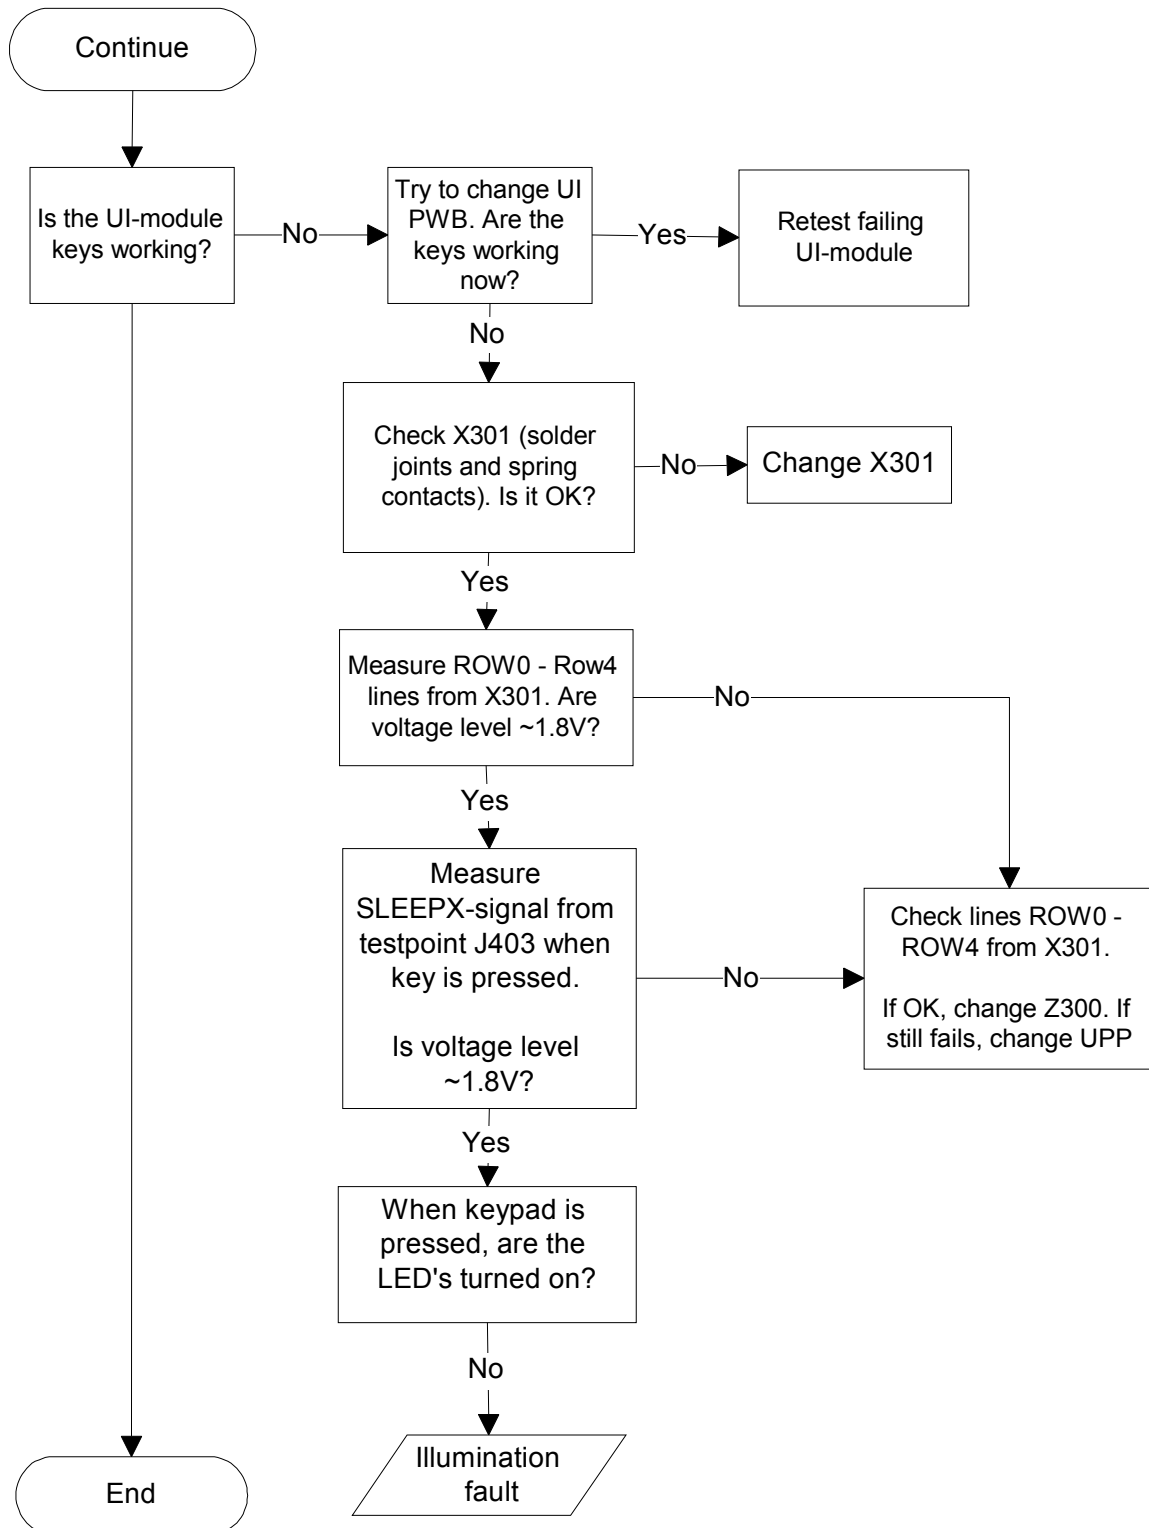 Continue
Is the UI-module
keys working?
No
Try to change UI
PWB. Are the
keys working
now?
Yes
Retest failing
UI-module
No
Check X301 (solder
joints and spring
contacts). Is it OK?
No
Change X301
Yes
Measure ROW0 - Row4
lines from X301. Are
voltage level ~1.8V?
No
Yes
Measure
SLEEPX-signal from
testpoint J403 when
key is pressed.
Is voltage level
~1.8V?
No
Check lines ROW0 -
ROW4 from X301.
If OK, change Z300. If
still fails, change UPP
Yes
When keypad is
pressed, are the
LED's turned on?
No
Illumination
fault
End